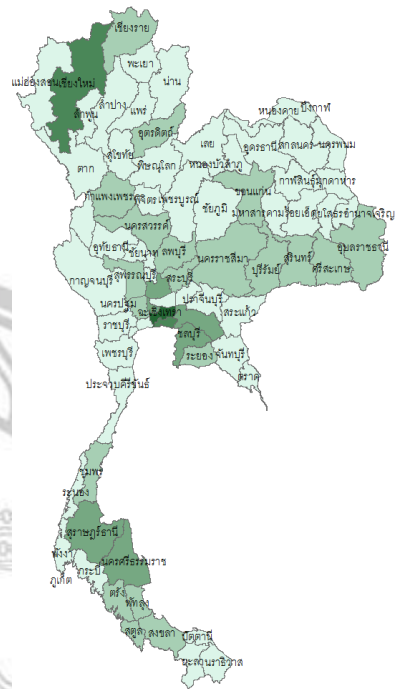 เชียงราย
พะเยา
แม่ฮ่องสอน
เชียงใหม่
น่าน
ลำปาง
แพร่
ลำพูน
อุตรดิตถ์
หนองคาย
บึงกาฬ
สุโขทัย
เลย
อุดรธานี
สกลนคร
นครพนม
ตาก
พิษณุโลก
หนองบัวลำภู
กำแพงเพชร
พิจิตร
เพชรบูรณ์
ขอนแก่น
กาฬสินธุ์
มุกดาหาร
ชัยภูมิ
มหาสารคาม
ร้อยเอ็ด
ยโสธร
อำนาจเจริญ
นครสวรรค์
อุทัยธานี
ชัยนาท
ลพบุรี
นครราชสีมา
บุรีรัมย์
สุรินทร์
ศรีสะเกษ
อุบลราชธานี
กาญจนบุรี
สุพรรณบุรี
สระบุรี
นครปฐม
ปราจีนบุรี
สระแก้ว
ราชบุรี
ฉะเชิงเทรา
ชลบุรี
เพชรบุรี
ระยอง
จันทบุรี
ตราด
ประจวบคีรีขันธ์
ชุมพร
ระนอง
สุราษฎร์ธานี
พังงา
นครศรีธรรมราช
กระบี่
ภูเก็ต
ตรัง
พัทลุง
สตูล
สงขลา
ปัตตานี
ยะลา
นราธิวาส